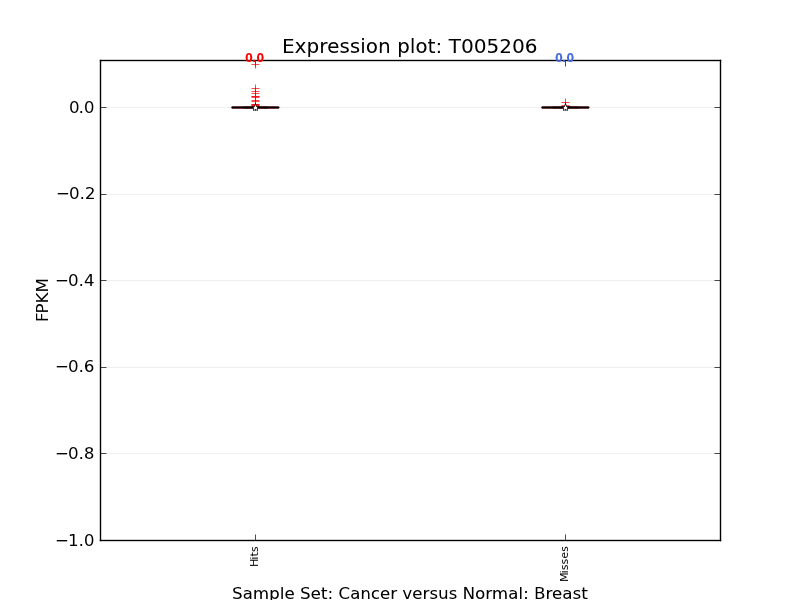 Expression plot: T005206
0.0
0.0
0.0
−0.2
−0.4
−0.6
−0.8
−1.0
FPKM
Hits
Misses
Sample Set: Cancer versus Normal: Breast